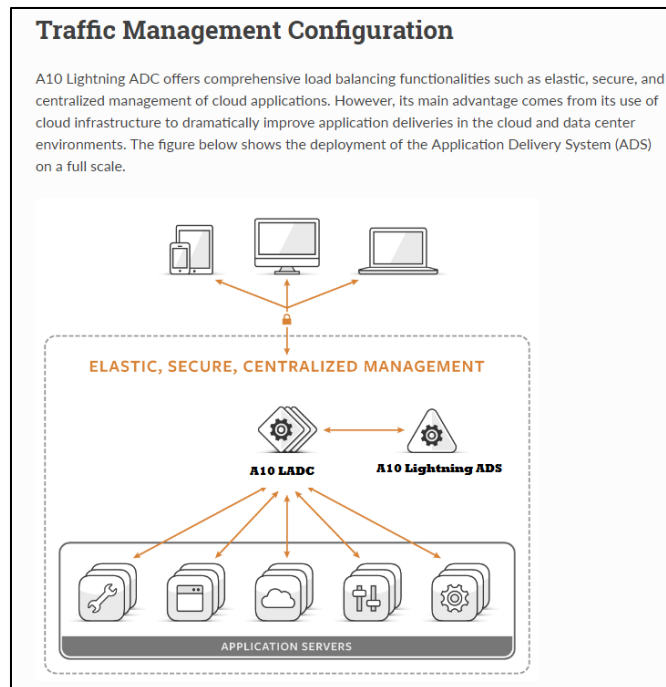 Traffic Management Configuration
A10 Lightning ADC offers comprehensive load balancing functionalities such as elastic, secure, and
centralized management of cloud applications. However, its main advantage comes from its use of
cloud infrastructure to dramatically improve application deliveries in the cloud and data center
environments. The figure below shows the deployment of the Application Delivery System (ADS)
on a full scale.
ELASTIC, SECURE, CENTRALIZED MANAGEMENT
A10 LADC
A10 Lightning ADS
APPLICATION SERVERS